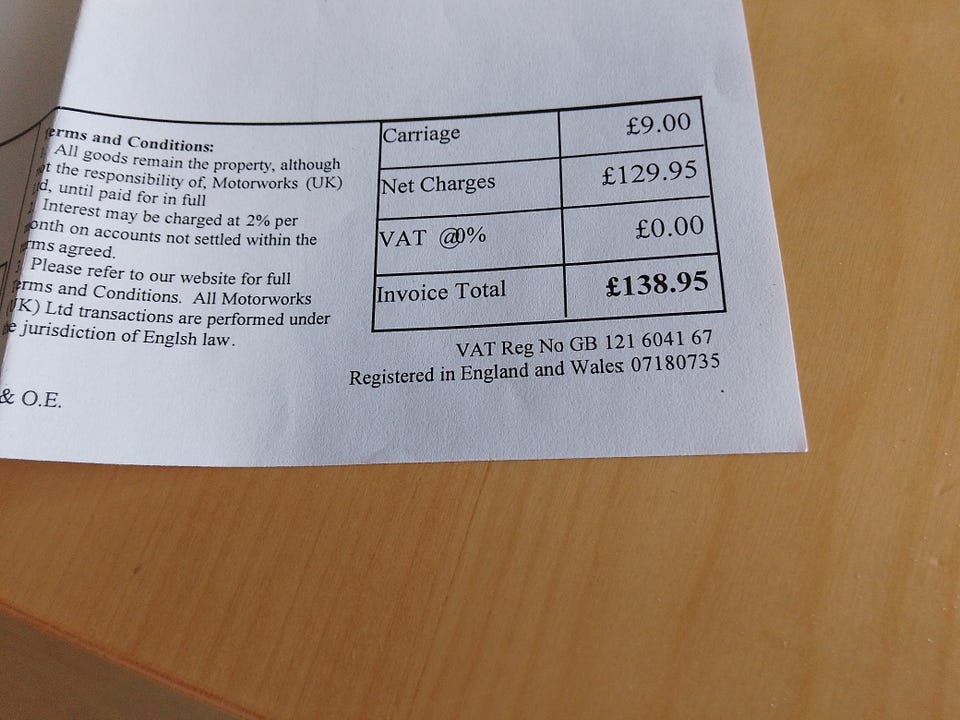 erms and Conditions:
All goods remain the property, although
ot the responsibility of, Motorworks (UK)
td, until paid for in full
Interest may be charged at 2% per
month on accounts not settled within the
rms agreed.
Please refer to our website for full
erms and Conditions. All Motorworks
(UK) Ltd transactions are performed under
e jurisdiction of Englsh law.
& O.E.
Carriage £9.00
Net Charges £129.95
VAT @0% £0.00
Invoice Total £138.95
VAT Reg No GB 121 6041 67
Registered in England and Wales: 07180735